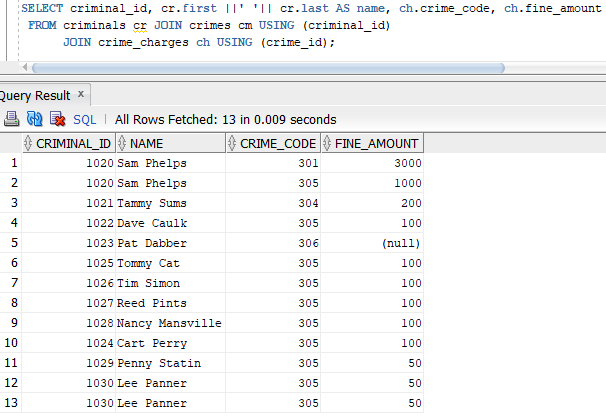 SELECT criminal_id, cr.first ||' '|| cr.last AS name, ch.crime_code, ch.fine_amount
FROM criminals cr JOIN crimes cm USING (criminal_id)
JOIN crime_charges ch USING (crime_id);
Query Result x
SQL | All Rows Fetched: 13 in 0.009 seconds
CRIMINAL_ID NAME CRIME_CODE FINE_AMOUNT
1 1020 Sam Phelps 301 3000
2 1020 Sam Phelps 305 1000
3 1021 Tammy Sums 304 200
4 1022 Dave Caulk 305 100
5 1023 Pat Dabber 306 (null)
6 1025 Tommy Cat 305 100
7 1026 Tim Simon 305 100
8 1027 Reed Pints 305 100
9 1028 Nancy Mansville 305 100
10 1024 Cart Perry 305 100
11 1029 Penny Statin 305 50
12 1030 Lee Panner 305 50
13 1030 Lee Panner 305 50